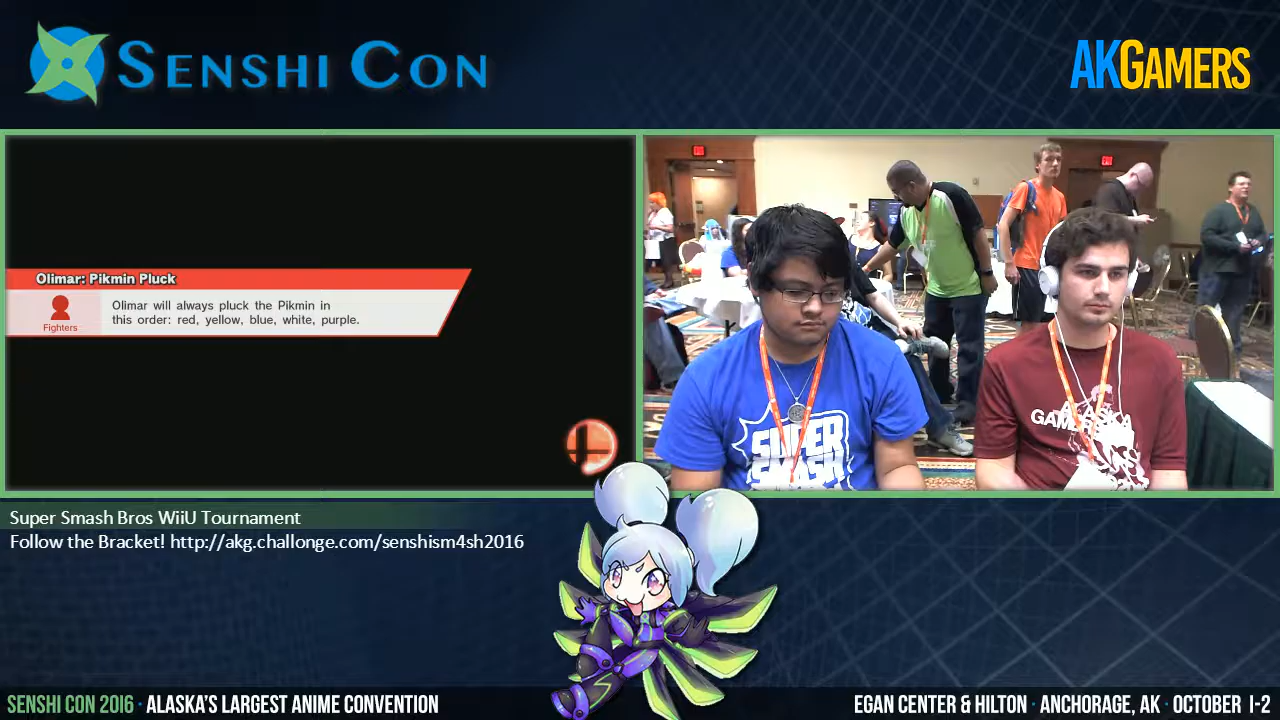 SENSHI CON
AKGAMERS
Olimar: Pikmin Pluck
Olimar will always pluck the Pikmin in
this order: red, yellow, blue, white, purple.
Fighters
SUPER
SMASH
ALASKA
GAMERS
Super Smash Bros WiiU Tournament
Follow the Bracket! http://akg.challonge.com/senshism4sh2016
SENSHI CON 2016 · ALASKA'S LARGEST ANIME CONVENTION
EGAN CENTER & HILTON · ANCHORAGE, AK · OCTOBER 1-2